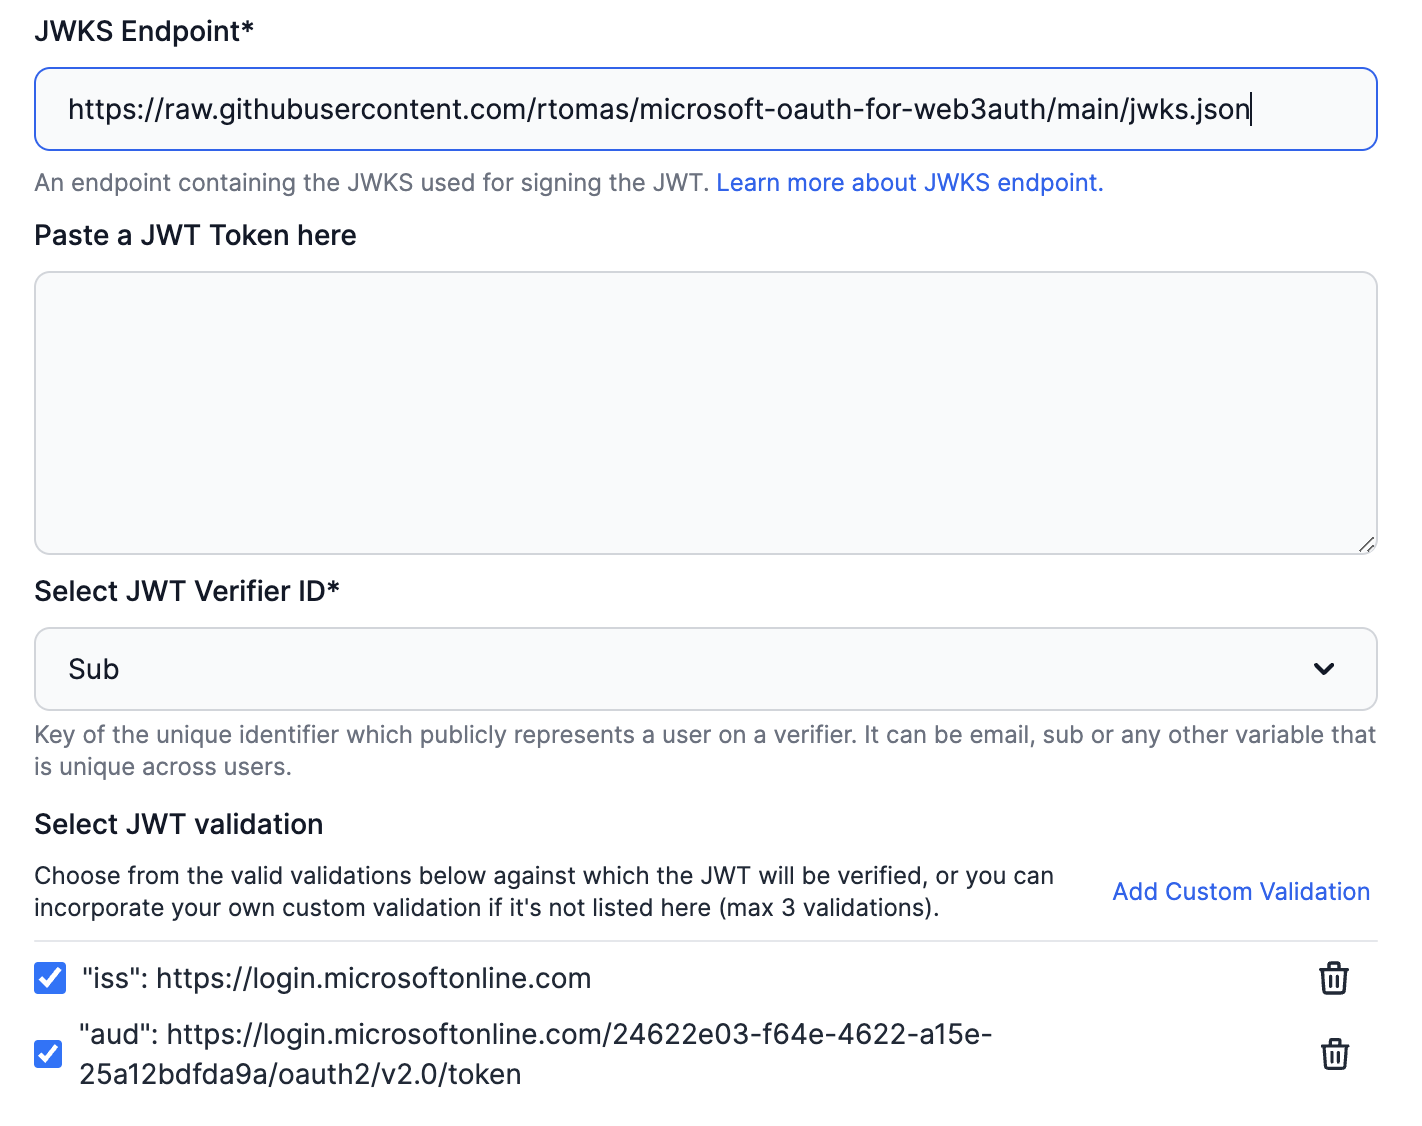 JWKS Endpoint*
https://raw.githubusercontent.com/rtomas/microsoft-oauth-for-web3auth/main/jwks.json
An endpoint containing the JWKS used for signing the JWT. Learn more about JWKS endpoint.
Paste a JWT Token here
Select JWT Verifier ID*
Sub
Key of the unique identifier which publicly represents a user on a verifier. It can be email, sub or any other variable that
is unique across users.
Select JWT validation
Choose from the valid validations below against which the JWT will be verified, or you can
incorporate your own custom validation if it's not listed here (max 3 validations).
Add Custom Validation
"iss": https://login.microsoftonline.com
"aud": https://login.microsoftonline.com/24622e03-f64e-4622-a15e-
25a12bdfda9a/oauth2/v2.0/token